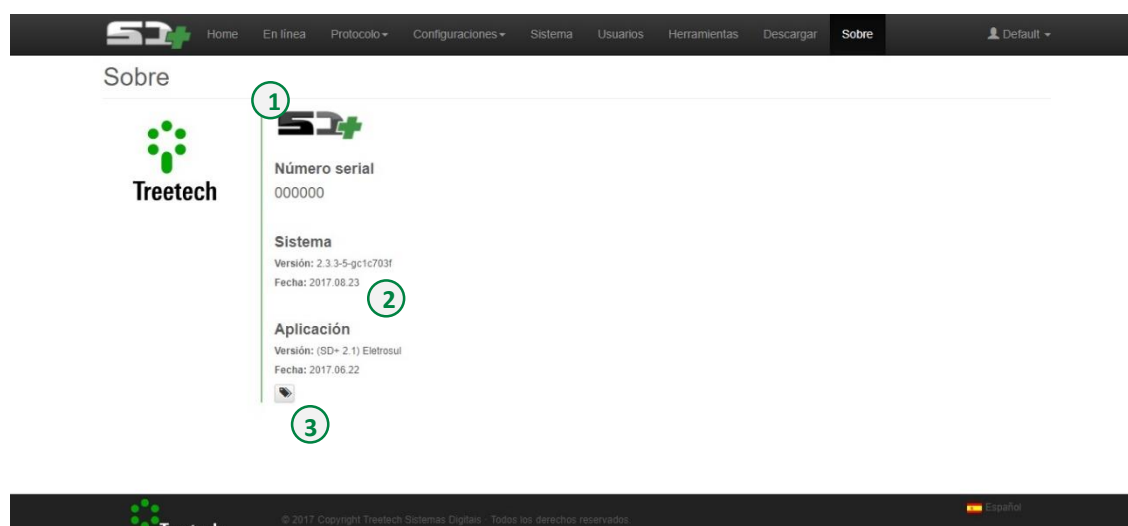 SD+ Home En línea Protocolo Configuraciones Sistema Usuarios Herramientas Descargar Sobre Default
Sobre
1
SD+
Treetech
Número serial
000000
Sistema
Versión: 2.3.3-5-gc1c703f
Fecha: 2017.08.23
2
Aplicación
Versión: (SD+ 2.1) Eletrosul
Fecha: 2017.06.22
3
Español
© 2017 Copyright Treetech Sistemas Digitais - Todos los derechos reservados.